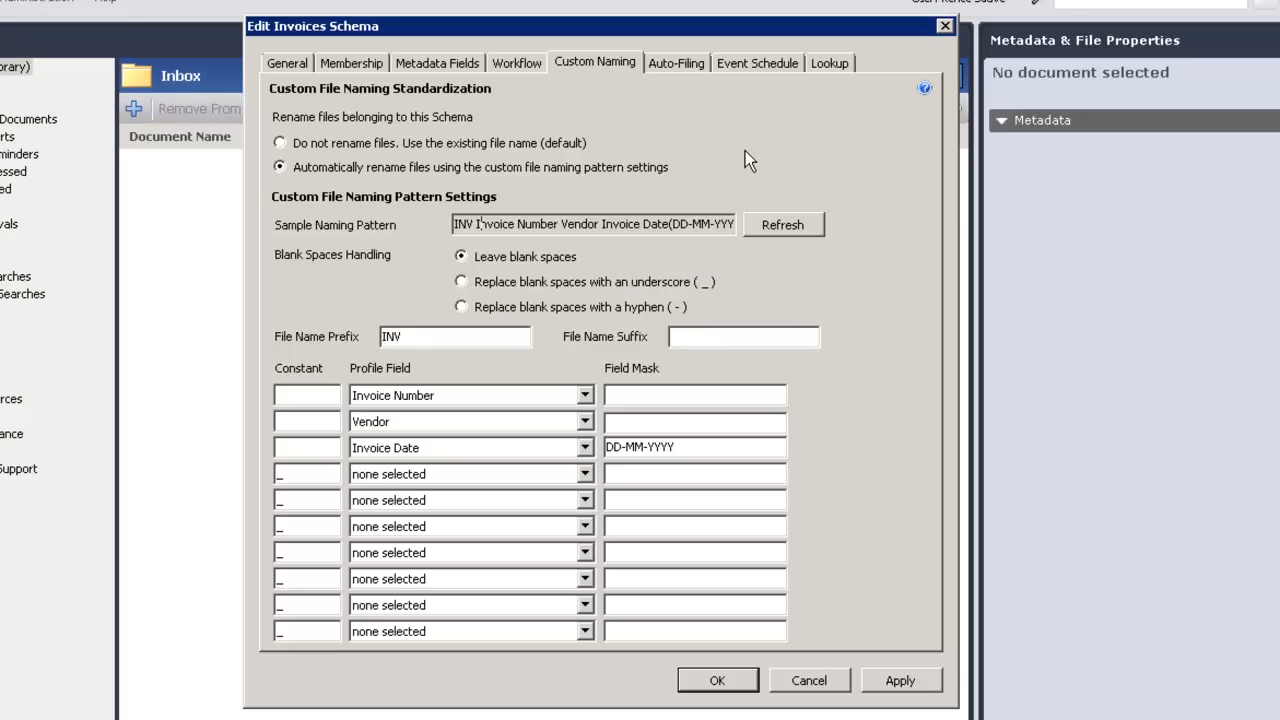 Edit Invoices Schema
General Membership Metadata Fields Workflow Custom Naming Auto-Filing Event Schedule Lookup
Custom File Naming Standardization
Rename files belonging to this Schema
Do not rename files. Use the existing file name (default)
Automatically rename files using the custom file naming pattern settings
Custom File Naming Pattern Settings
Sample Naming Pattern INV Invoice Number Vendor Invoice Date(DD-MM-YYY Refresh
Blank Spaces Handling Leave blank spaces
Replace blank spaces with an underscore ( _ )
Replace blank spaces with a hyphen ( - )
File Name Prefix INV File Name Suffix
Constant Profile Field Field Mask
Invoice Number
Vendor
Invoice Date DD-MM-YYYY
_ none selected
_ none selected
_ none selected
_ none selected
_ none selected
_ none selected
_ none selected
OK Cancel Apply
Inbox
Remove From
Document Name
Metadata & File Properties
No document selected
Metadata
rary)
Documents
rts
minders
essed
ed
vals
arches
Searches
rces
ance
Support